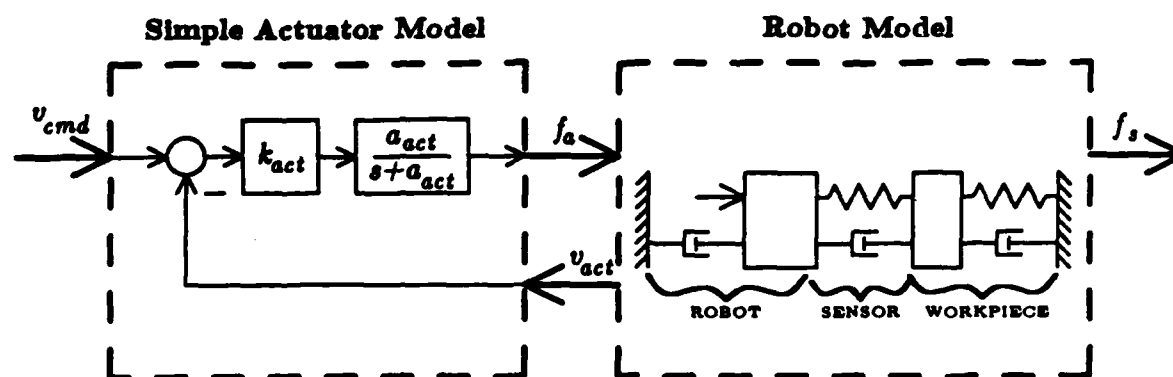 Simple Actuator Model
Robot Model
v_cmd
k_act
a_act
s+a_act
−
f_a
v_act
f_s
ROBOT SENSOR WORKPIECE